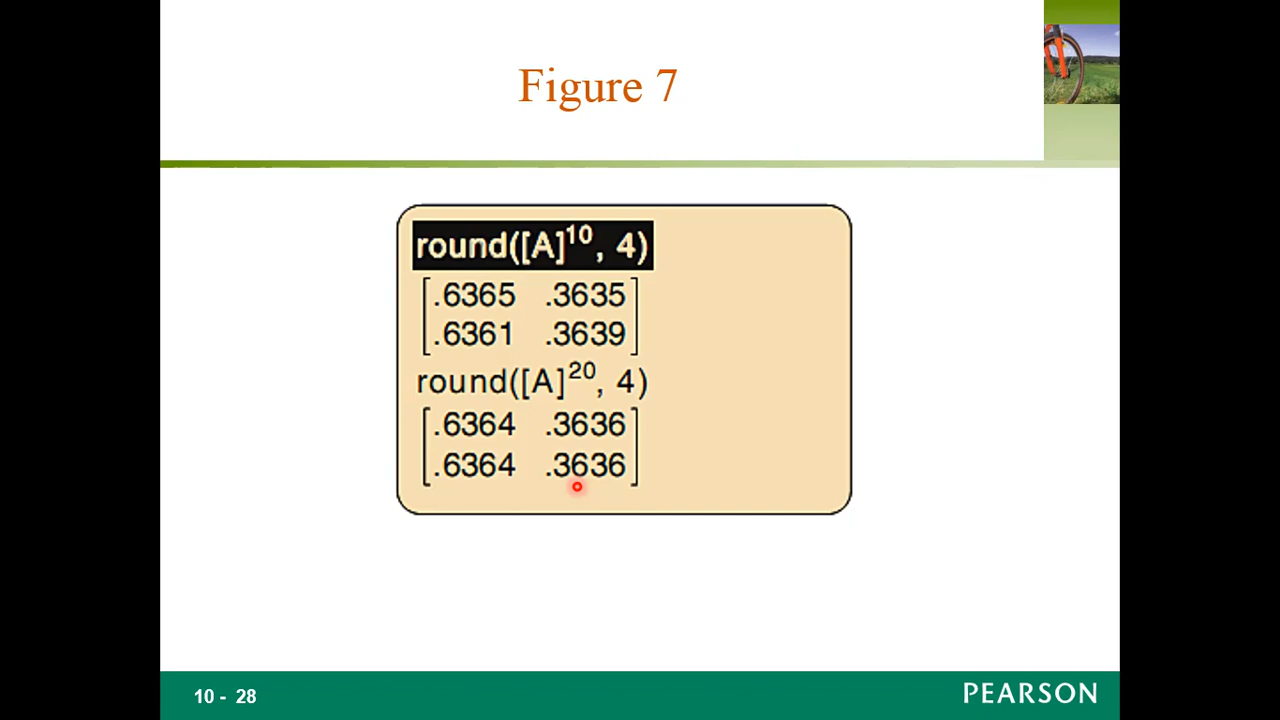 Figure 7
round([A]¹⁰, 4)
[.6365 .3635]
[.6361 .3639]
round([A]²⁰, 4)
[.6364 .3636]
[.6364 .3636]
10 - 28
PEARSON